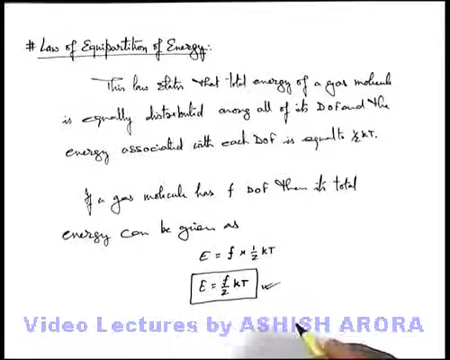 # Law of Equipartition of Energy:.
This law states that total energy of a gas molecule
is equally distributed among all of its DOF and the
energy associated with each DOF is equal to ½ kT.
If a gas molecule has f DOF then its total
energy can be given as
E = f × ½ kT
E = f/2 kT ✓
Video Lectures by ASHISH ARORA